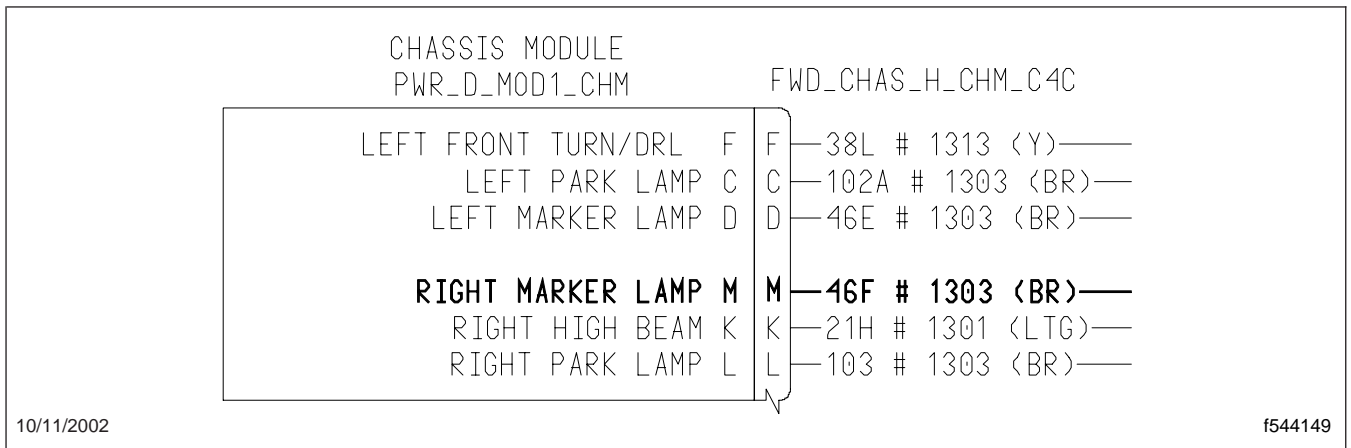 CHASSIS MODULE
PWR_D_MOD1_CHM
FWD_CHAS_H_CHM_C4C
LEFT FRONT TURN/DRL F F 38L # 1313 (Y)
LEFT PARK LAMP C C 102A # 1303 (BR)
LEFT MARKER LAMP D D 46E # 1303 (BR)
RIGHT MARKER LAMP M M 46F # 1303 (BR)
RIGHT HIGH BEAM K K 21H # 1301 (LTG)
RIGHT PARK LAMP L L 103 # 1303 (BR)
10/11/2002
f544149